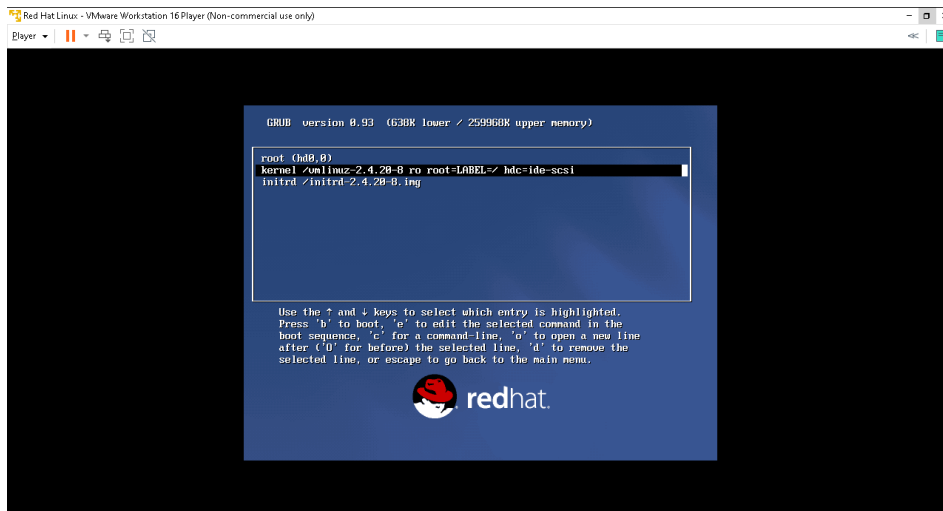 Red Hat Linux - VMware Workstation 16 Player (Non-commercial use only)
Player
GRUB version 0.93 (638K lower / 259968K upper memory)
root (hd0,0)
kernel /vmlinuz-2.4.20-8 ro root=LABEL=/ hdc=ide-scsi
initrd /initrd-2.4.20-8.img
Use the ↑ and ↓ keys to select which entry is highlighted.
Press 'b' to boot, 'e' to edit the selected command in the
boot sequence, 'c' for a command-line, 'o' to open a new line
after ('O' for before) the selected line, 'd' to remove the
selected line, or escape to go back to the main menu.
redhat.